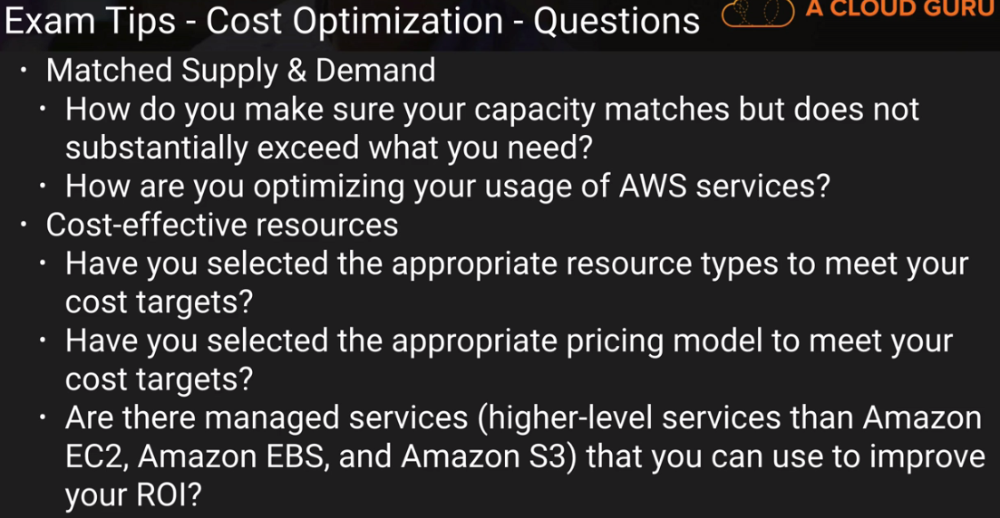 Exam Tips - Cost Optimization - Questions
A CLOUD GURU
• Matched Supply & Demand
• How do you make sure your capacity matches but does not
substantially exceed what you need?
• How are you optimizing your usage of AWS services?
• Cost-effective resources
• Have you selected the appropriate resource types to meet your
cost targets?
• Have you selected the appropriate pricing model to meet your
cost targets?
• Are there managed services (higher-level services than Amazon
EC2, Amazon EBS, and Amazon S3) that you can use to improve
your ROI?